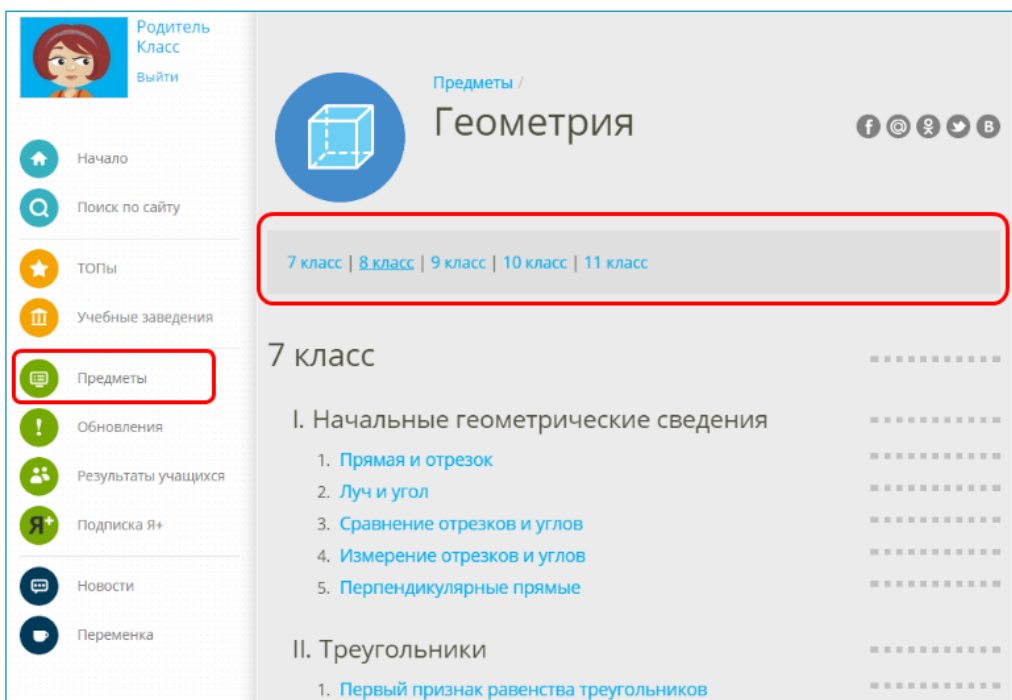 Родитель
Класс
Выйти
Начало
Поиск по сайту
ТОПы
Учебные заведения
Предметы
Обновления
Результаты учащихся
Подписка Я+
Новости
Переменка
Предметы /
Геометрия
7 класс | 8 класс | 9 класс | 10 класс | 11 класс
7 класс
I. Начальные геометрические сведения
1. Прямая и отрезок
2. Луч и угол
3. Сравнение отрезков и углов
4. Измерение отрезков и углов
5. Перпендикулярные прямые
II. Треугольники
1. Первый признак равенства треугольников